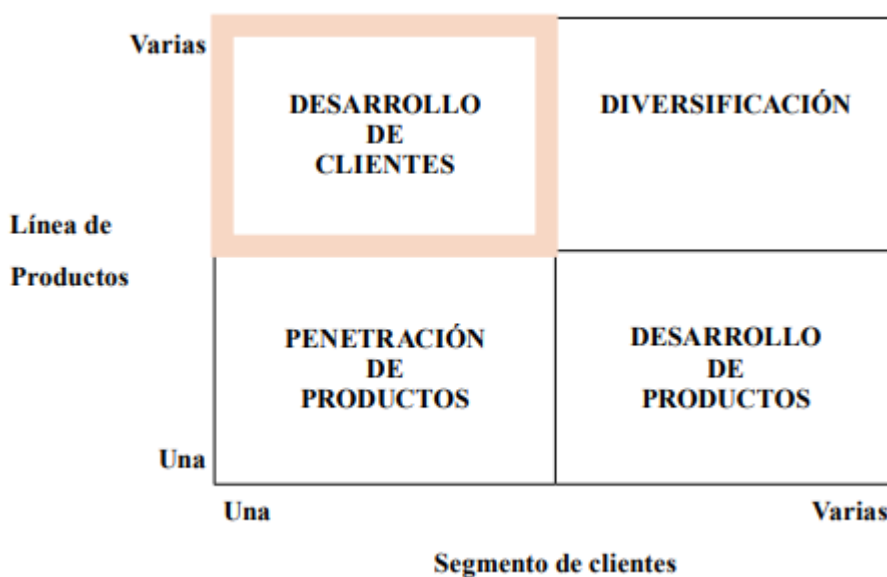 Varias
DESARROLLO
DE
CLIENTES
DIVERSIFICACIÓN
Línea de
Productos
PENETRACIÓN
DE
PRODUCTOS
DESARROLLO
DE
PRODUCTOS
Una
Una
Varias
Segmento de clientes